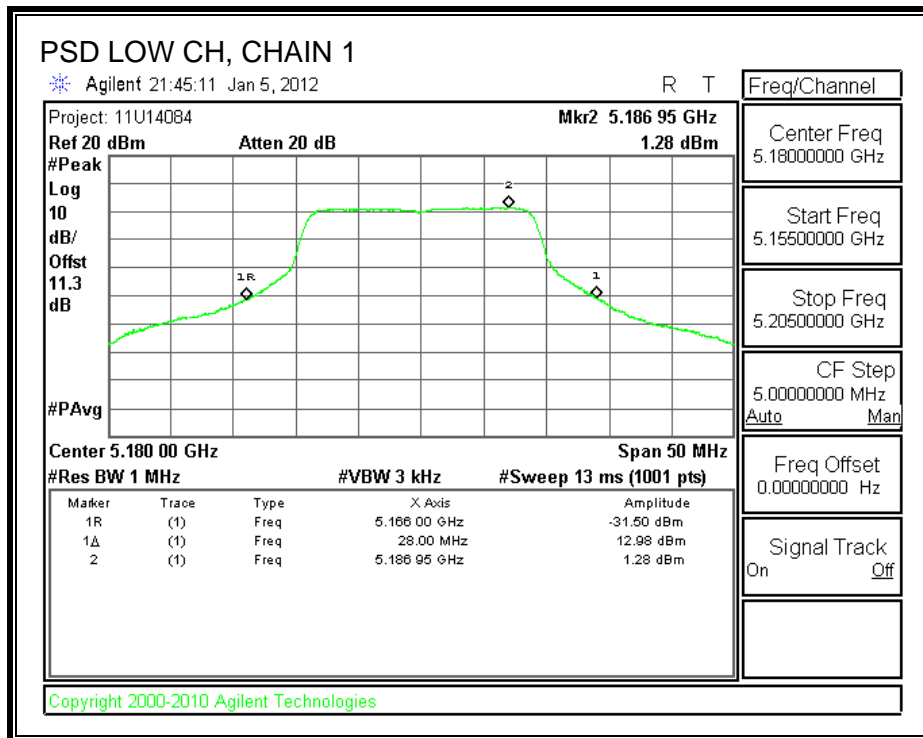 PSD LOW CH, CHAIN 1
Agilent 21:45:11 Jan 5, 2012 R T
Project: 11U14084 Mkr2 5.186 95 GHz
Ref 20 dBm Atten 20 dB 1.28 dBm
#Peak
Log
10
dB/
Offst
11.3
dB
#PAvg
1R
2
1
Center 5.180 00 GHz Span 50 MHz
#Res BW 1 MHz #VBW 3 kHz #Sweep 13 ms (1001 pts)
Marker Trace Type X Axis Amplitude
1R (1) Freq 5.166 00 GHz -31.50 dBm
1Δ (1) Freq 28.00 MHz 12.98 dBm
2 (1) Freq 5.186 95 GHz 1.28 dBm
Freq/Channel
Center Freq
5.18000000 GHz
Start Freq
5.15500000 GHz
Stop Freq
5.20500000 GHz
CF Step
5.00000000 MHz
Auto Man
Freq Offset
0.00000000 Hz
Signal Track
On Off
Copyright 2000-2010 Agilent Technologies